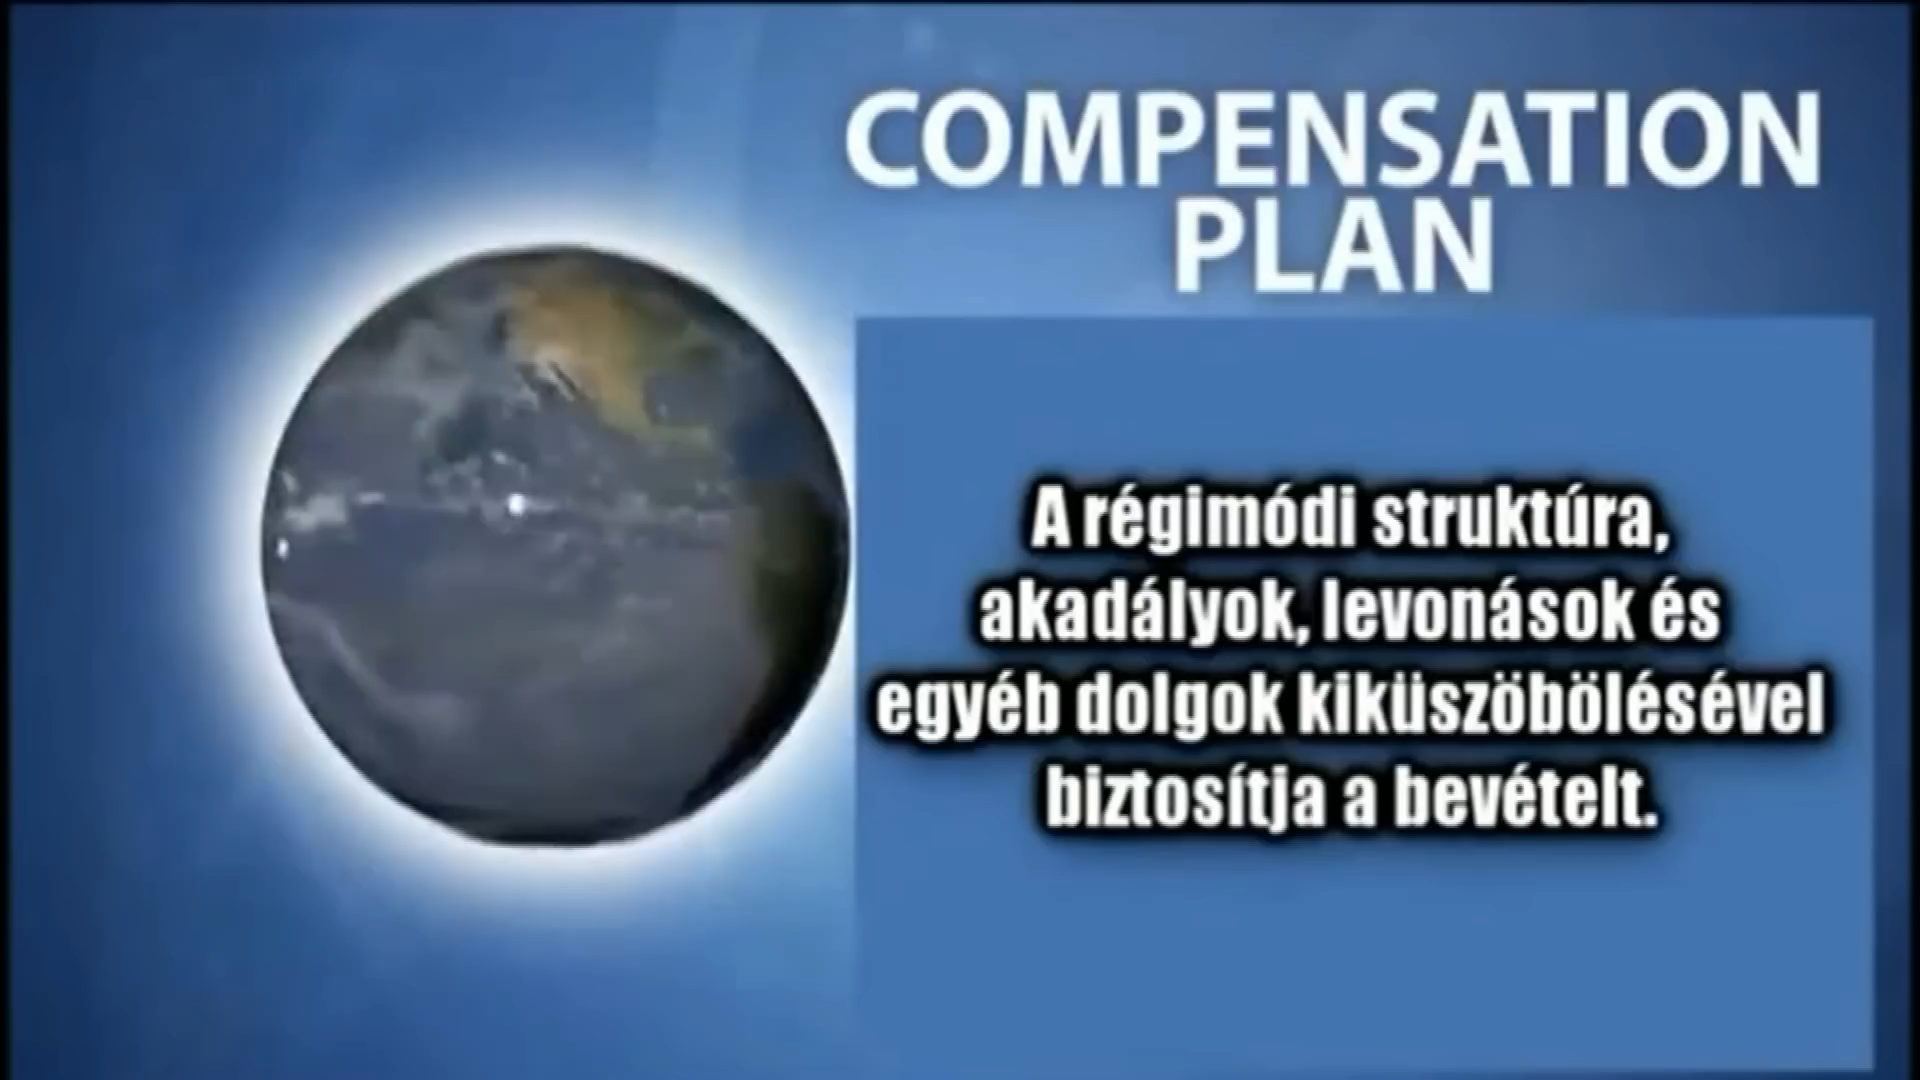 COMPENSATION
PLAN
A régimódi struktúra,
akadályok, levonások és
egyéb dolgok kiküszöbölésével
biztosítja a bevételt.